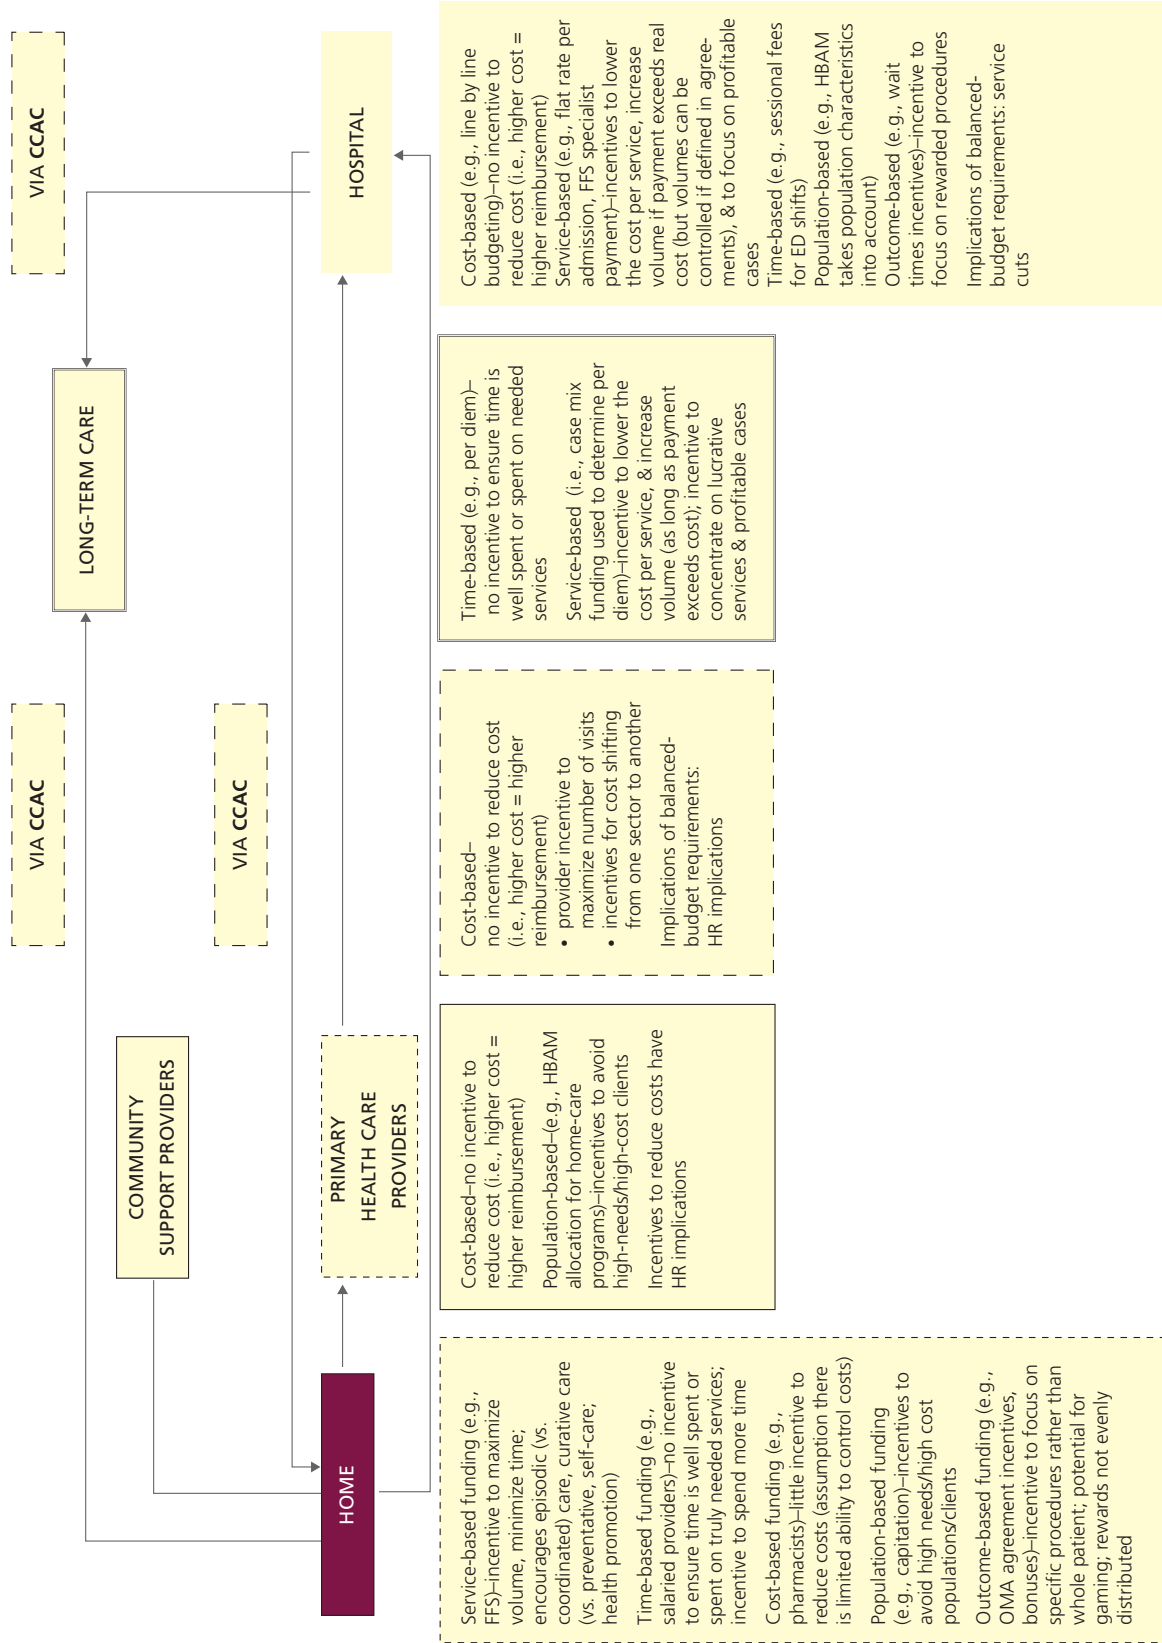 VIA CCAC
VIA CCAC
LONG-TERM CARE
COMMUNITY
SUPPORT PROVIDERS
VIA CCAC
HOME
PRIMARY
HEALTH CARE
PROVIDERS
HOSPITAL
Service-based funding (e.g.,
FFS)–incentive to maximize
volume, minimize time;
encourages episodic (vs.
coordinated) care, curative care
(vs. preventative, self-care;
health promotion)
Time-based funding (e.g.,
salaried providers)–no incentive
to ensure time is well spent or
spent on truly needed services;
incentive to spend more time
Cost-based funding (e.g.,
pharmacists)–little incentive to
reduce costs (assumption there
is limited ability to control costs)
Population-based funding
(e.g., capitation)–incentives to
avoid high needs/high cost
populations/clients
Outcome-based funding (e.g.,
OMA agreement incentives,
bonuses)–incentive to focus on
specific procedures rather than
whole patient; potential for
gaming; rewards not evenly
distributed
Cost-based–no incentive to
reduce cost (i.e., higher cost =
higher reimbursement)
Population-based–(e.g., HBAM
allocation for home-care
programs)–incentives to avoid
high-needs/high-cost clients
Incentives to reduce costs have
HR implications
Cost-based–
no incentive to reduce cost
(i.e., higher cost = higher
reimbursement)
• provider incentive to
maximize number of visits
• incentives for cost shifting
from one sector to another
Implications of balanced-
budget requirements:
HR implications
Time-based (e.g., per diem)–
no incentive to ensure time is
well spent or spent on needed
services
Service-based (i.e., case mix
funding used to determine per
diem)–incentive to lower the
cost per service, & increase
volume (as long as payment
exceeds cost); incentive to
concentrate on lucrative
services & profitable cases
Cost-based (e.g., line by line
budgeting)–no incentive to
reduce cost (i.e., higher cost =
higher reimbursement)
Service-based (e.g., flat rate per
admission, FFS specialist
payment)–incentives to lower
the cost per service, increase
volume if payment exceeds real
cost (but volumes can be
controlled if defined in agree-
ments), & to focus on profitable
cases
Time-based (e.g., sessional fees
for ED shifts)
Population-based (e.g., HBAM
takes population characteristics
into account)
Outcome-based (e.g., wait
times incentives)–incentive to
focus on rewarded procedures
Implications of balanced-
budget requirements: service
cuts